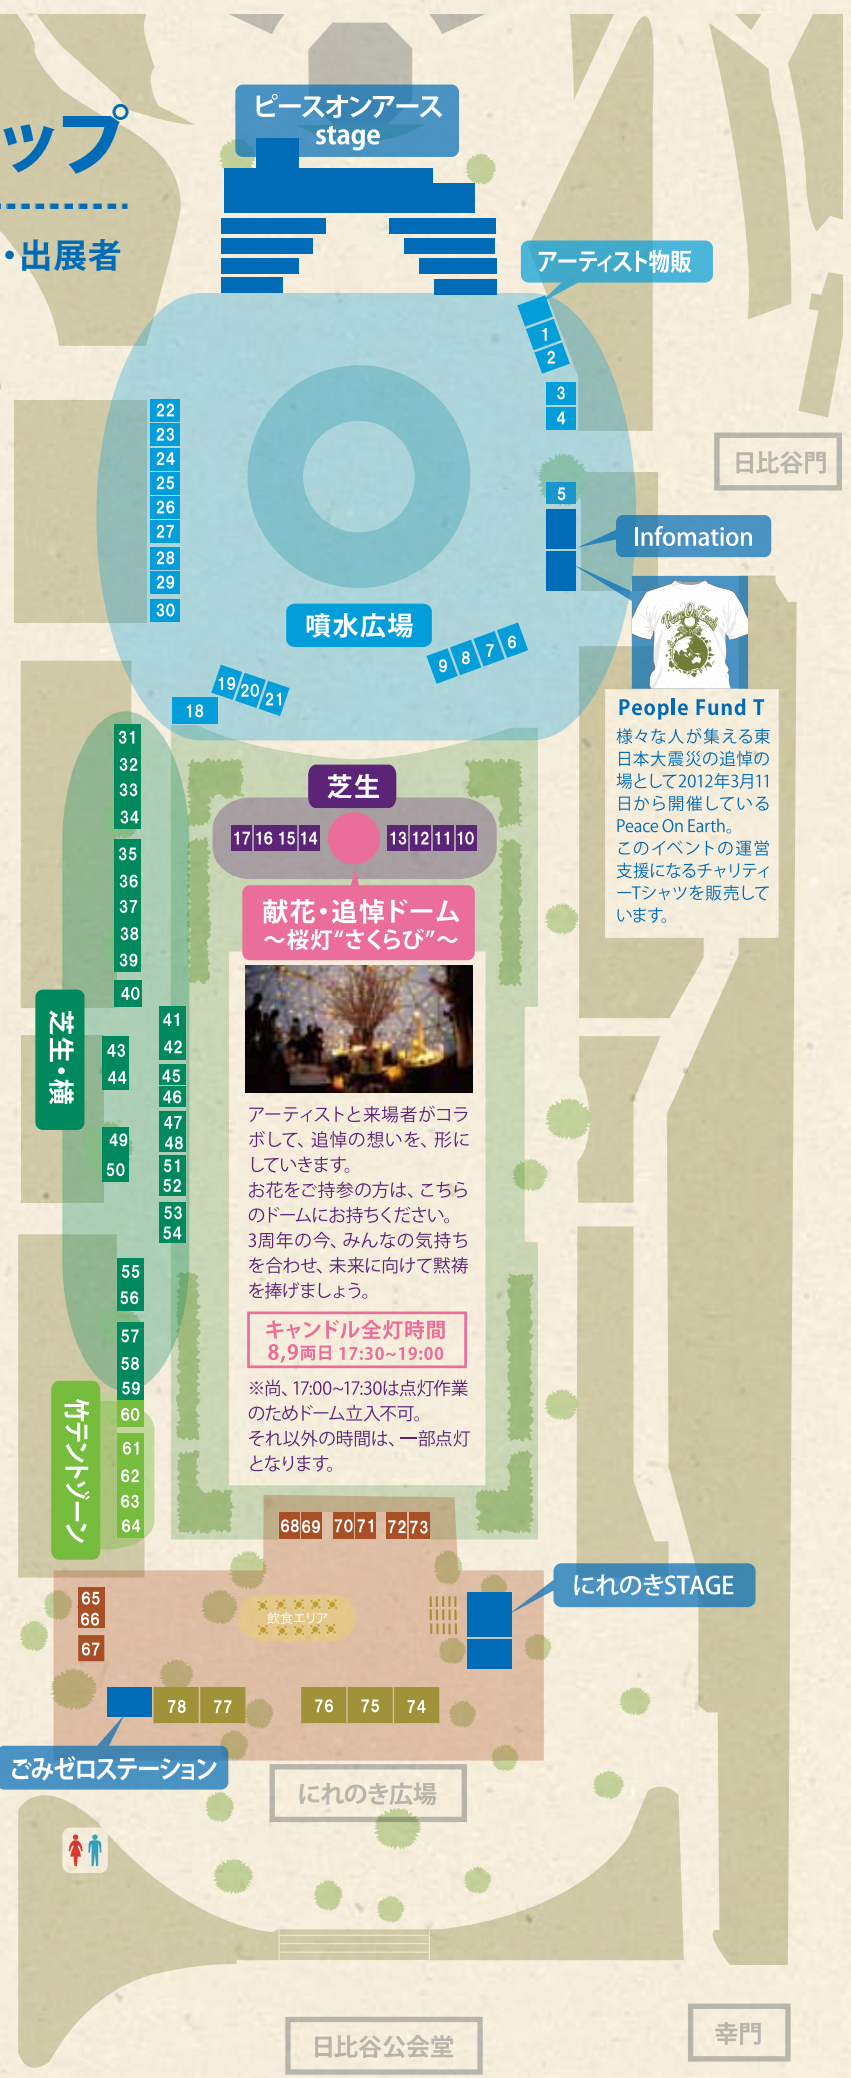 ピースオンアース
stage
ップ
・出展者
アーティスト物販
1
2
3
4
22
23
24
25
26
27
28
29
30
日比谷門
5
Infomation
噴水広場
9 8 7 6
19 20 21
18
People Fund T
様々な人が集える東
日本大震災の追悼の
場として2012年3月11
日から開催している
Peace On Earth。
このイベントの運営
支援になるチャリティ
ーTシャツを販売して
います。
Peace On Earth
31
32
33
34
35
36
37
38
39
40
芝生
17 16 15 14
13 12 11 10
献花・追悼ドーム
～桜灯“さくらび”～
芝生・横
41
42
43
44
45
46
47
48
49
50
51
52
53
54
55
56
57
58
59
アーティストと来場者がコラ
ボして、追悼の想いを、形に
していきます。
お花をご持参の方は、こちら
のドームにお持ちください。
3周年の今、みんなの気持ち
を合わせ、未来に向けて黙祷
を捧げましょう。
キャンドル全灯時間
8,9両日 17:30~19:00
※尚、17:00~17:30は点灯作業
のためドーム立入不可。
それ以外の時間は、一部点灯
となります。
竹テントゾーン
60
61
62
63
64
68 69 70 71 72 73
65
66
67
飲食エリア
にれのきSTAGE
78 77 76 75 74
ごみゼロステーション
にれのき広場
日比谷公会堂
幸門